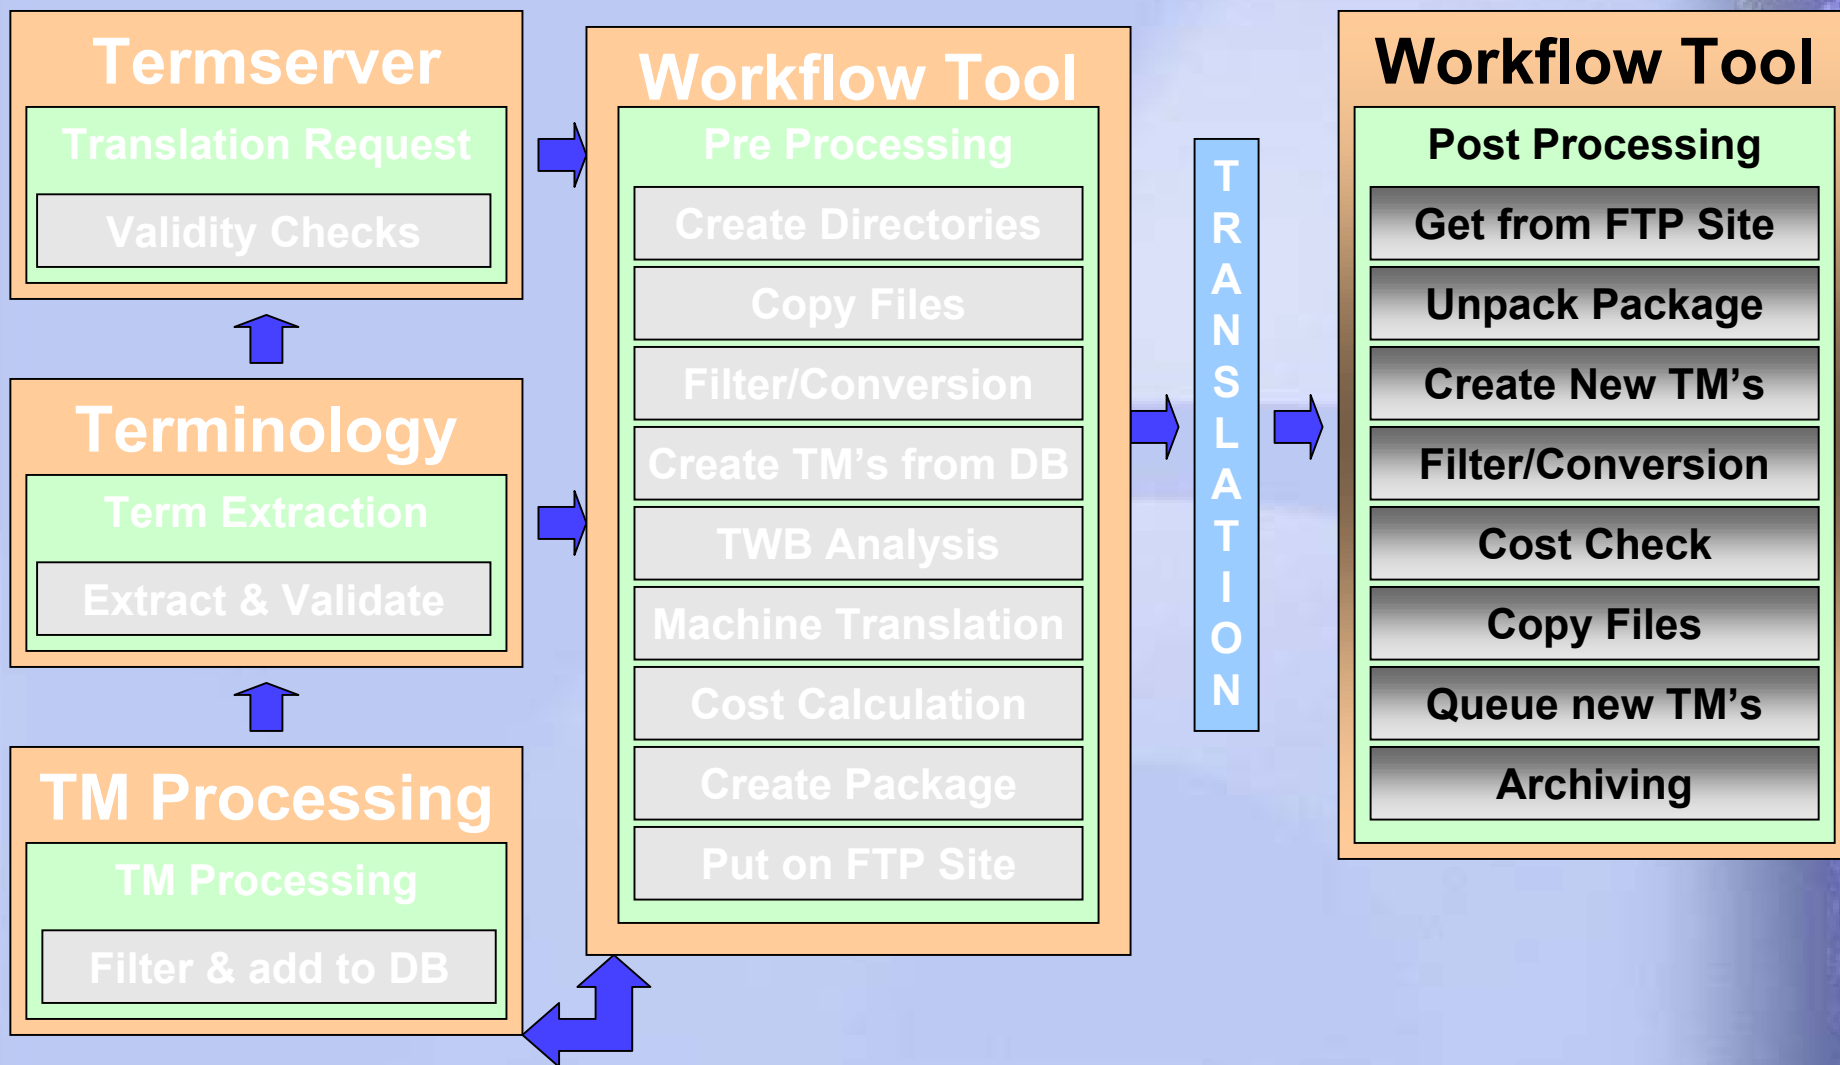 Termserver
Translation Request
Validity Checks
Terminology
Term Extraction
Extract & Validate
TM Processing
TM Processing
Filter & add to DB
Workflow Tool
Pre Processing
Create Directories
Copy Files
Filter/Conversion
Create TM’s from DB
TWB Analysis
Machine Translation
Cost Calculation
Create Package
Put on FTP Site
T
R
A
N
S
L
A
T
I
O
N
Workflow Tool
Post Processing
Get from FTP Site
Unpack Package
Create New TM’s
Filter/Conversion
Cost Check
Copy Files
Queue new TM’s
Archiving